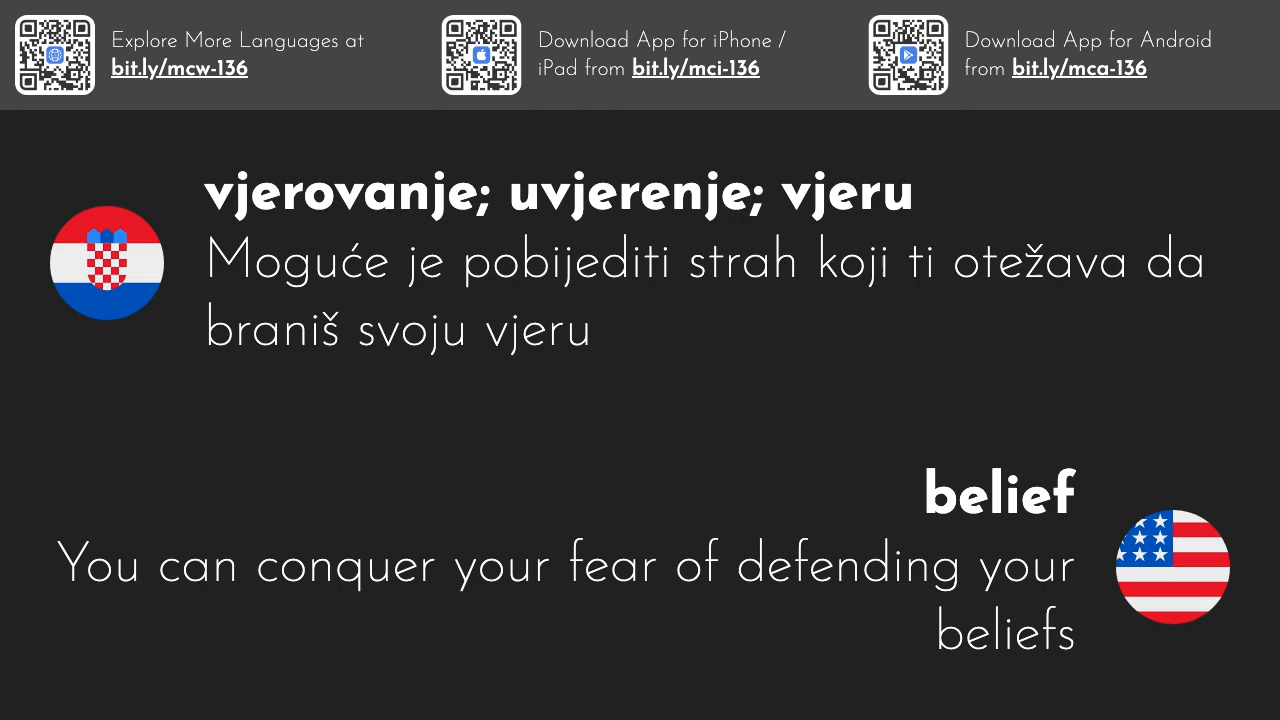 Explore More Languages at
bit.ly/mcw-136
Download App for iPhone /
iPad from bit.ly/mci-136
Download App for Android
from bit.ly/mca-136
vjerovanje; uvjerenje; vjeru
Moguće je pobijediti strah koji ti otežava da
braniš svoju vjeru
belief
You can conquer your fear of defending your
beliefs